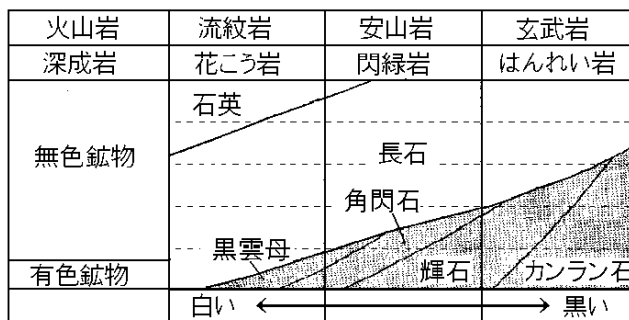 火山岩 流紋岩 安山岩 玄武岩
深成岩 花こう岩 閃緑岩 はんれい岩
石英
無色鉱物 長石
角閃石
黒雲母
有色鉱物 輝石 カンラン石
白い 黒い